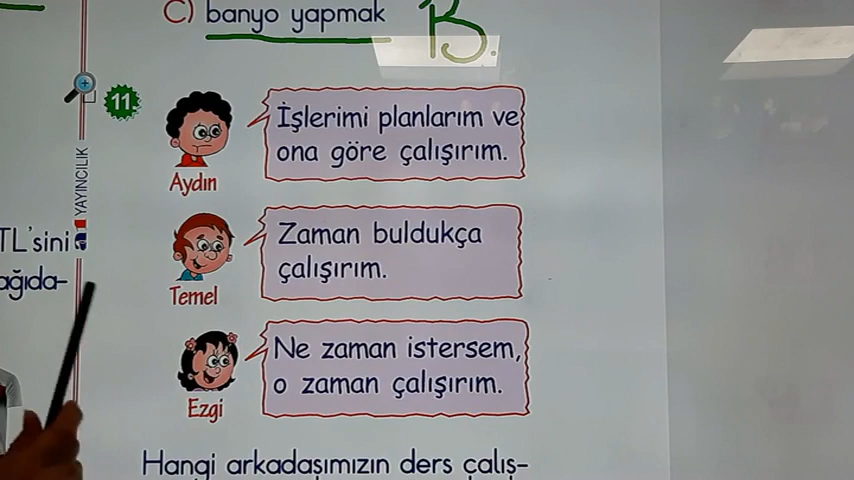 C) banyo yapmak
B.
11.
İşlerimi planlarım ve
ona göre çalışırım.
Aydın
YAYINCILIK
TL'sini
ağıda-
Zaman buldukça
çalışırım.
Temel
Ne zaman istersem,
o zaman çalışırım.
Ezgi
Hangi arkadaşımızın ders çalış-